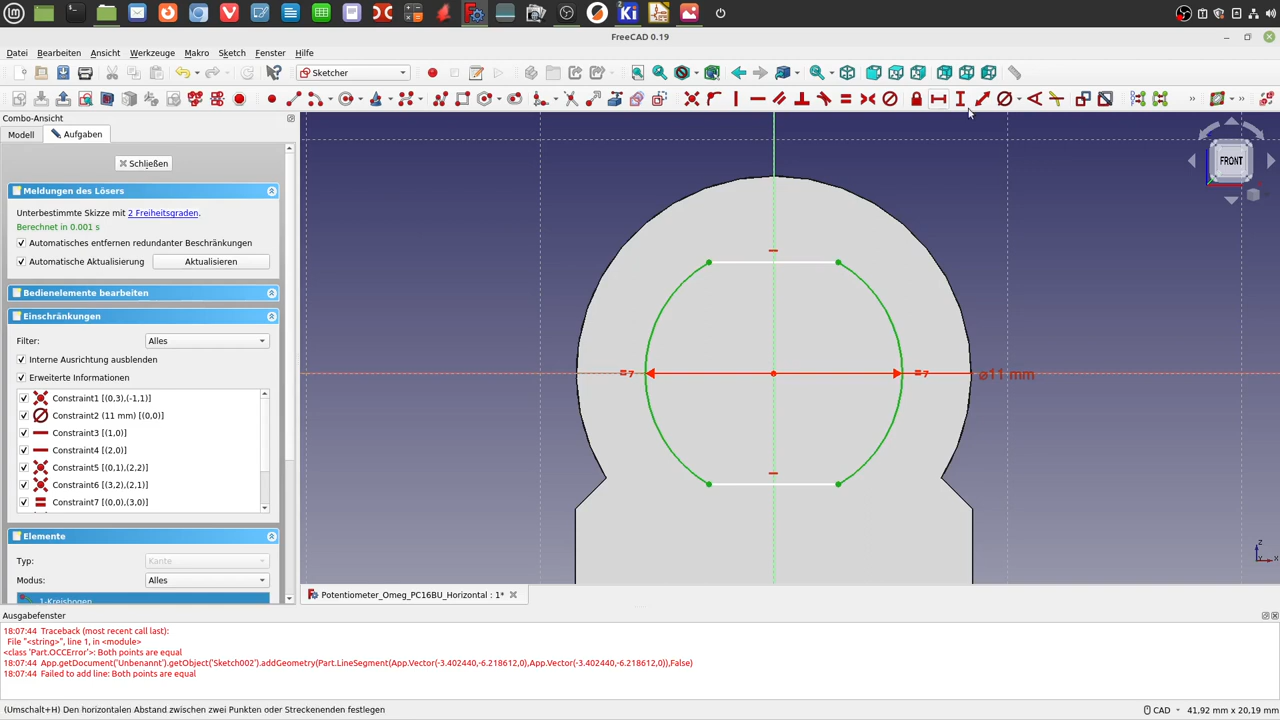 FreeCAD 0.19
Datei Bearbeiten Ansicht Werkzeuge Makro Sketch Fenster Hilfe
Sketcher
Combo-Ansicht
Modell Aufgaben
Schließen
Meldungen des Lösers
Unterbestimmte Skizze mit 2 Freiheitsgraden.
Berechnet in 0.001 s
Automatisches entfernen redundanter Beschränkungen
Automatische Aktualisierung Aktualisieren
Bedienelemente bearbeiten
Einschränkungen
Filter: Alles
Interne Ausrichtung ausblenden
Erweiterte Informationen
Constraint1 [(0,3),(-1,1)]
Constraint2 (11 mm) [(0,0)]
Constraint3 [(1,0)]
Constraint4 [(2,0)]
Constraint5 [(0,1),(2,2)]
Constraint6 [(3,2),(2,1)]
Constraint7 [(0,0),(3,0)]
Elemente
Typ: Kante
Modus: Alles
1-Kreisbogen
FRONT
7
7
⌀11 mm
Z
Y
X
Potentiometer_Omeg_PC16BU_Horizontal : 1*
Ausgabefenster
18:07:44 Traceback (most recent call last):
File "<string>", line 1, in <module>
<class 'Part.OCCError'>: Both points are equal
18:07:44 App.getDocument('Unbenannt').getObject('Sketch002').addGeometry(Part.LineSegment(App.Vector(-3.402440,-6.218612,0),App.Vector(-3.402440,-6.218612,0)),False)
18:07:44 Failed to add line: Both points are equal
(Umschalt+H) Den horizontalen Abstand zwischen zwei Punkten oder Streckenenden festlegen
CAD
41,92 mm x 20,19 mm